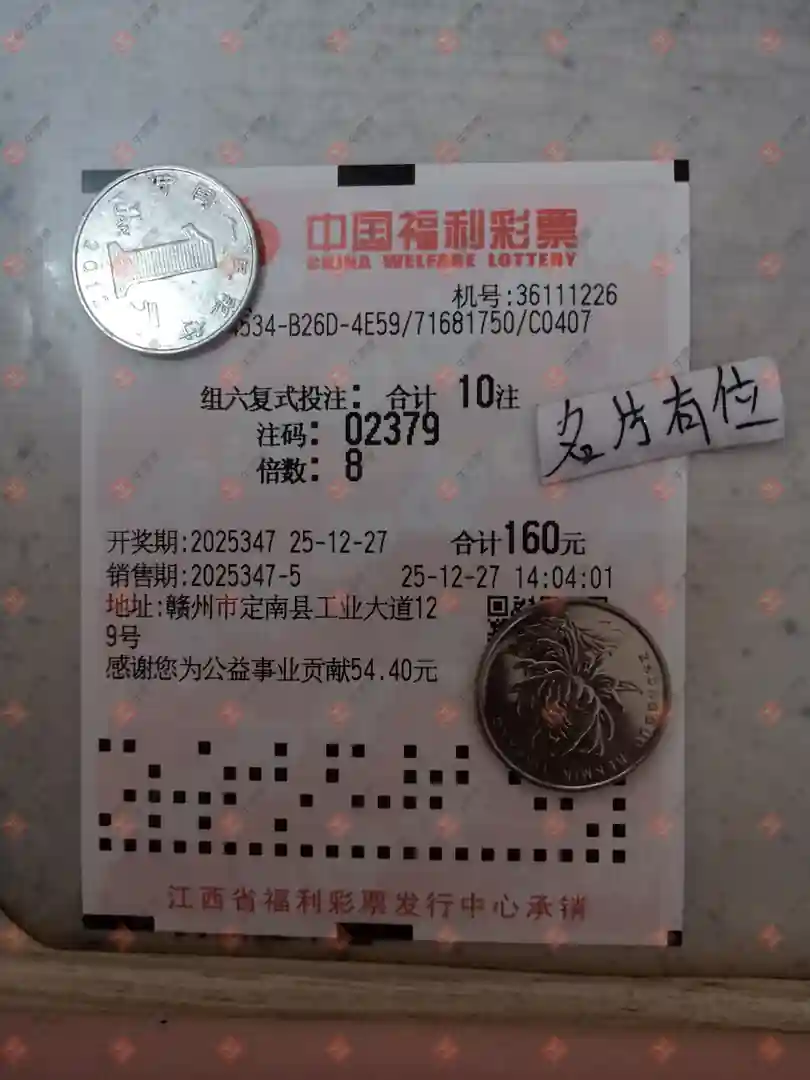 中国福利彩票
CHINA WELFARE LOTTERY
机号:36111226
4534-B26D-4E59/71681750/C0407
组六复式投注: 合计 10注
注码: 02379
倍数: 8
名片有位
开奖期:2025347 25-12-27 合计160元
销售期:2025347-5 25-12-27 14:04:01
地址:赣州市定南县工业大道12
9号
感谢您为公益事业贡献54.40元
江西省福利彩票发行中心承销